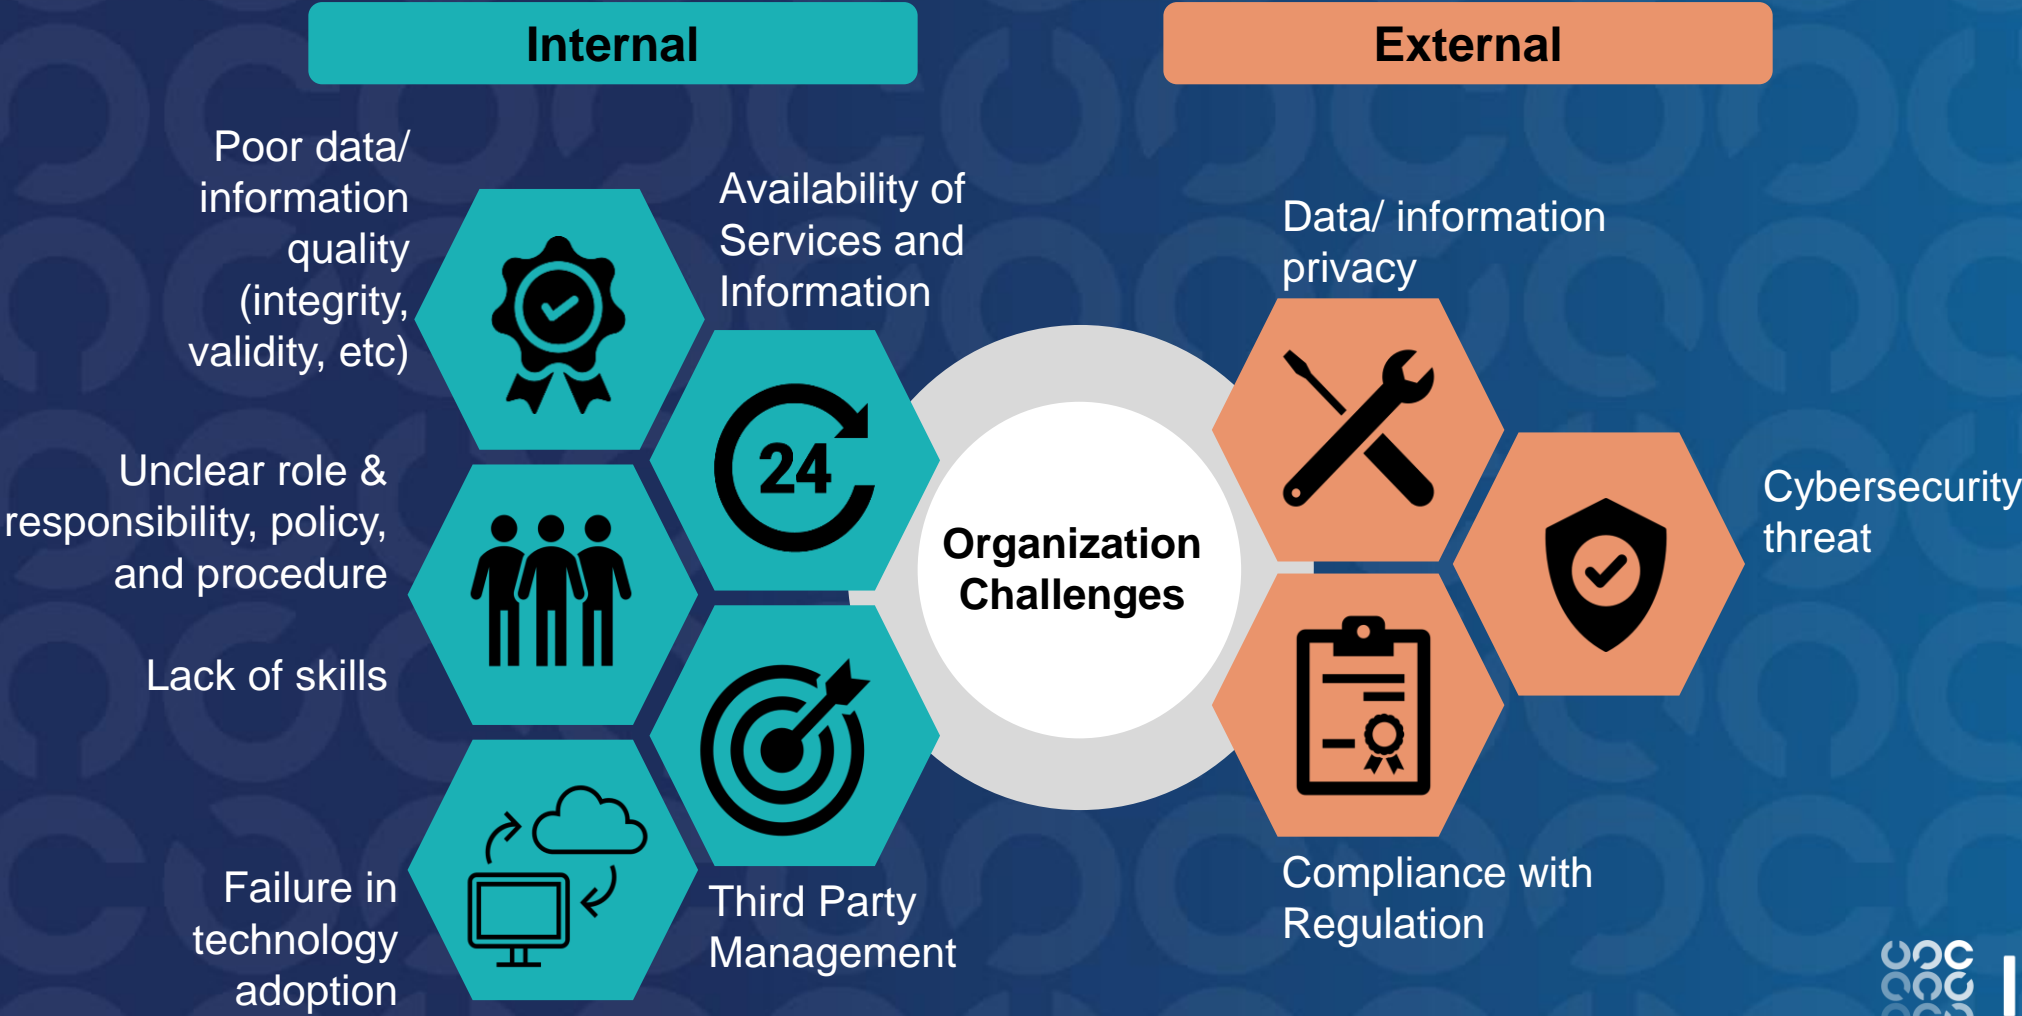 Internal
External
Poor data/
information
quality
(integrity,
validity, etc)
Availability of
Services and
Information
24
Unclear role &
responsibility, policy,
and procedure
Lack of skills
Failure in
technology
adoption
Third Party
Management
Organization
Challenges
Data/ information
privacy
Cybersecurity
threat
Compliance with
Regulation